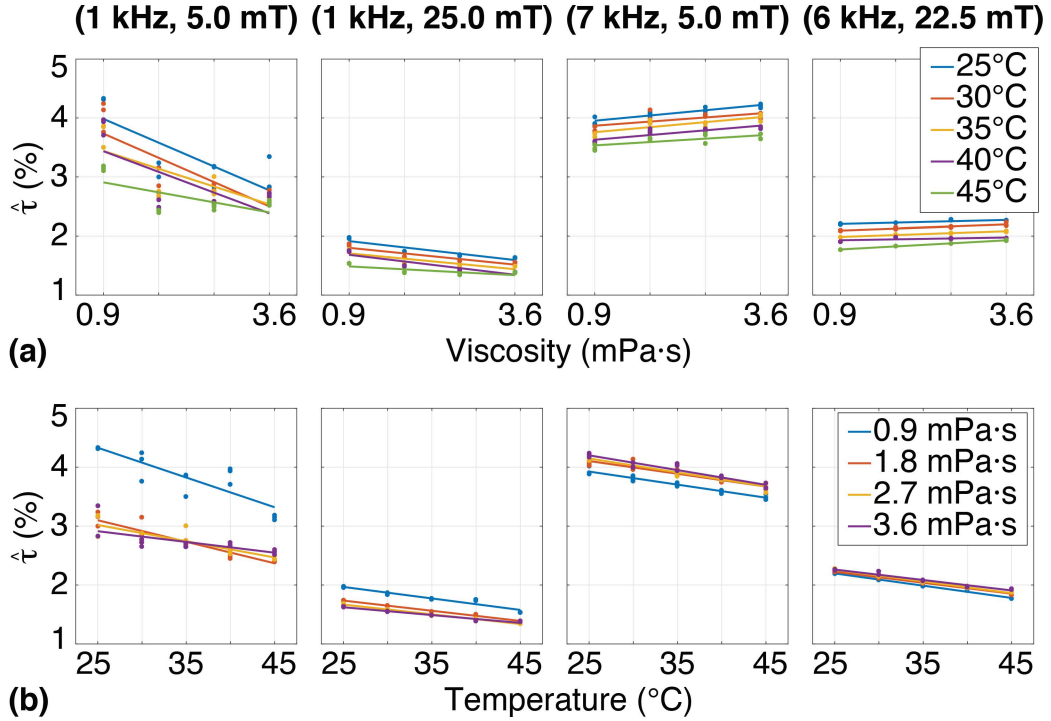 (1 kHz, 5.0 mT) (1 kHz, 25.0 mT) (7 kHz, 5.0 mT) (6 kHz, 22.5 mT)
5
4
3
2
1
τ̂ (%)
25°C
30°C
35°C
40°C
45°C
0.9 3.6 0.9 3.6 0.9 3.6 0.9 3.6
(a) Viscosity (mPa·s)
5
4
3
2
1
τ̂ (%)
0.9 mPa·s
1.8 mPa·s
2.7 mPa·s
3.6 mPa·s
25 35 45 25 35 45 25 35 45 25 35 45
(b) Temperature (°C)